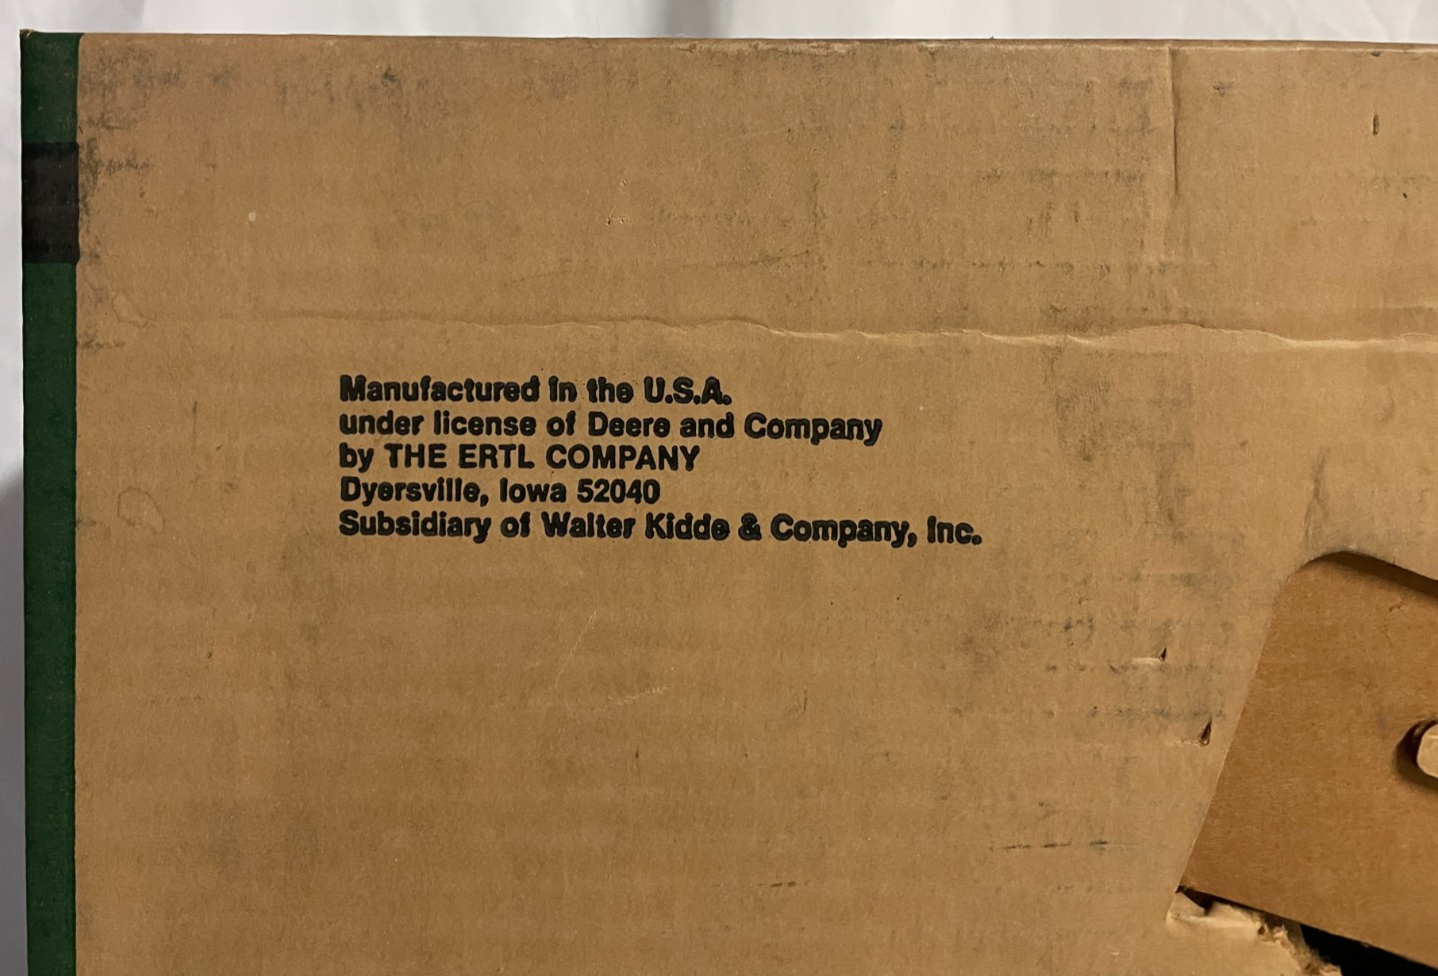 Manufactured in the U.S.A.
under license of Deere and Company
by THE ERTL COMPANY
Dyersville, Iowa 52040
Subsidiary of Walter Kidde & Company, Inc.